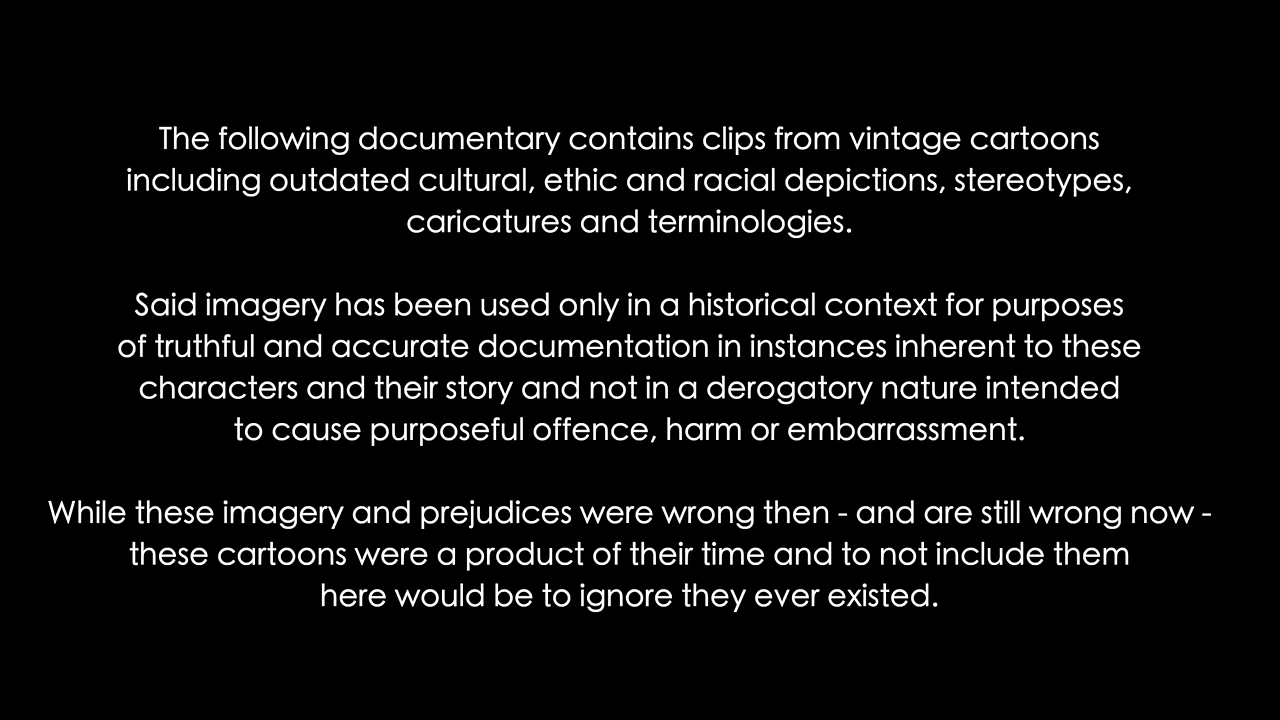 The following documentary contains clips from vintage cartoons
including outdated cultural, ethic and racial depictions, stereotypes,
caricatures and terminologies.
Said imagery has been used only in a historical context for purposes
of truthful and accurate documentation in instances inherent to these
characters and their story and not in a derogatory nature intended
to cause purposeful offence, harm or embarrassment.
While these imagery and prejudices were wrong then - and are still wrong now -
these cartoons were a product of their time and to not include them
here would be to ignore they ever existed.